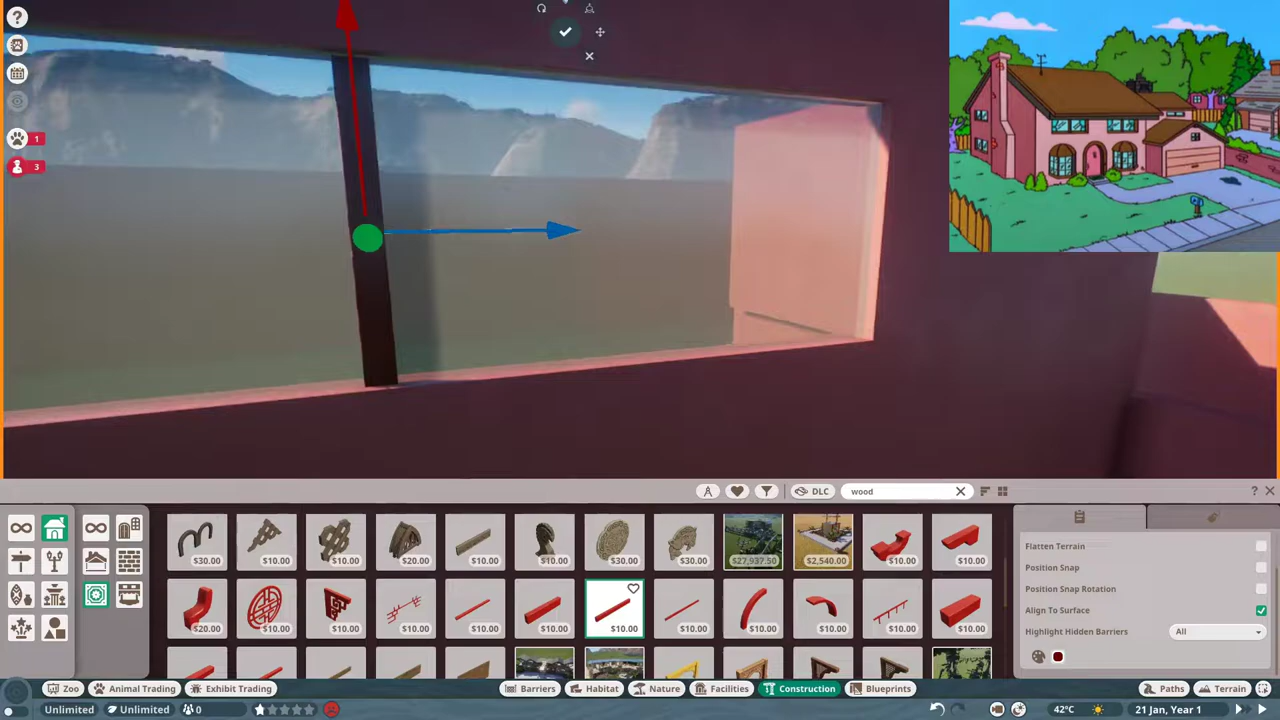 ?
1
3
DLC
wood
?
$30.00
$10.00
$10.00
$20.00
$10.00
$10.00
$30.00
$30.00
$27,937.50
$2,540.00
$10.00
$10.00
$20.00
$10.00
$10.00
$10.00
$10.00
$10.00
$10.00
$10.00
$10.00
$10.00
$10.00
$10.00
Flatten Terrain
Position Snap
Position Snap Rotation
Align To Surface
Highlight Hidden Barriers
All
Zoo
Animal Trading
Exhibit Trading
Barriers
Habitat
Nature
Facilities
Construction
Blueprints
Paths
Terrain
Unlimited
Unlimited
0
42°C
21 Jan, Year 1